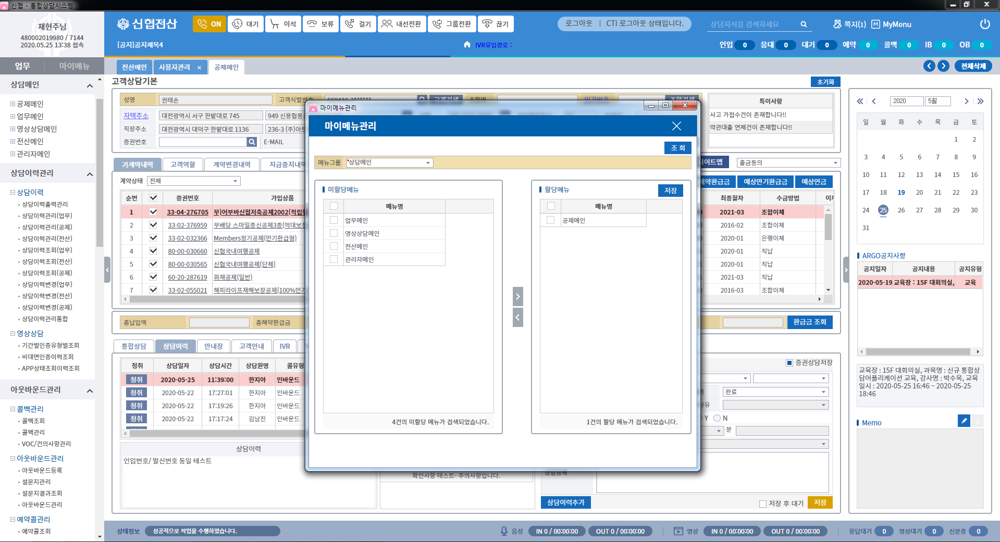 신협 - 통합상담시스템
채현주님
480002019980 / 7144
2020.05.25 13:38 접속
신협전산
ON
대기
이석
보류
걸기
내선전환
그룹전환
끊기
로그아웃 | CTI 로그아웃 상태입니다.
상담지식을 검색하세요
쪽지(1)
MyMenu
[공지]공지제목4
IVR유입경로 :
인입 0
응대 0
대기 0
예약 0
콜백 0
IB 0
OB 0
업무
마이메뉴
전산메인
사용자관리
공제메인
전체삭제
상담메인
공제메인
업무메인
영상상담메인
전산메인
관리자메인
상담이력관리
상담이력
상담이력출력관리
상담이력관리(업무)
상담이력관리(공제)
상담이력관리(전산)
상담이력조회(업무)
상담이력조회(전산)
상담이력조회(공제)
상담이력변경(업무)
상담이력변경(전산)
상담이력변경(공제)
상담이력관리통합
영상상담
기간별인증유형별조회
비대면인증이력조회
APP상태조회이력조회
아웃바운드관리
콜백관리
콜백조회
콜백관리
VOC/건의사항관리
아웃바운드관리
아웃바운드등록
설문지관리
설문지결과조회
아웃바운드관리
예약콜관리
예약콜조회
고객상담기본
초기화
성명
권태손
고객식별번호
자택주소
대전광역시 서구 한밭대로 745
949 신용협동조
직장주소
대전광역시 대덕구 한밭대로 1136
236-3 (주)아트
증권번호
E-MAIL
특이사항
사고 가접수건이 존재합니다!!
약관대출 연체건이 존재합니다!!
기계약내역
고객역할
계약변경내역
지급중지내역
이트맵
출금동의
계약상태
전체
약환급금
예상만기환급금
예상연금
순번 증권번호 가입상품 최종월차 수금방법 이체
1 33-04-276705 무)어부바신협저축공제2002(적립형 2021-03 조합이체
2 33-02-376959 무배당 스마일종신공제3종(억대보장 2016-02 조합이체
3 33-02-032366 Members정기공제(만기환급형) 2020-01 은행이체
4 80-00-030660 신협국내여행공제 2020-01 직납
5 80-00-030565 신협국내여행공제(단체) 2020-01 직납
6 60-20-287619 화재공제(일반) 2021-03 직납
7 33-02-055021 해피라이프재해보장공제(100%만기 2016-03 조합이체
총납입액
총해약환급금
환급금 조회
통합상담
상담이력
안내장
고객안내
IVR
청취 상담일자 상담시간 상담원명 콜유형
청취 2020-05-25 11:39:00 한지아 인바운드
청취 2020-05-22 17:27:01 한지아 인바운드
청취 2020-05-22 17:19:26 한지아 인바운드
청취 2020-05-22 17:17:24 김남진 인바운드
상담이력
인입번호/ 발신번호 동일 테스트
확인사항 테스트- 주의사항입니다.
증권상담저장
완료
사유
Y
N
분
상담등록
상담이력추가
저장 후 대기
저장
마이메뉴관리
마이메뉴관리
조 회
메뉴그룹
*상담메인
미할당메뉴
메뉴명
업무메인
영상상담메인
전산메인
관리자메인
4건의 미할당 메뉴가 검색되었습니다.
할당메뉴
저장
메뉴명
공제메인
1건의 할당 메뉴가 검색되었습니다.
2020
5월
일 월 화 수 목 금 토
1 2
3 4 5 6 7 8 9
10 11 12 13 14 15 16
17 18 19 20 21 22 23
24 25 26 27 28 29 30
31
ARGO공지사항
공지일자 공지내용 공지유형
2020-05-19 교육장 : 15F 대회의실, 교육
교육장 : 15F 대회의실, 과목명 : 신규 통합상
담어플리케이션 교육, 강사명 : 박수옥, 교육
일시 : 2020-05-25 16:46 ~ 2020-05-25
18:46
Memo
상태정보
성공적으로 작업을 수행하였습니다.
음성
IN 0 / 00:00:00
OUT 0 / 00:00:00
영상
IN 0 / 00:00:00
OUT 0 / 00:00:00
응답대기 0
영상대기 0
신분증 0